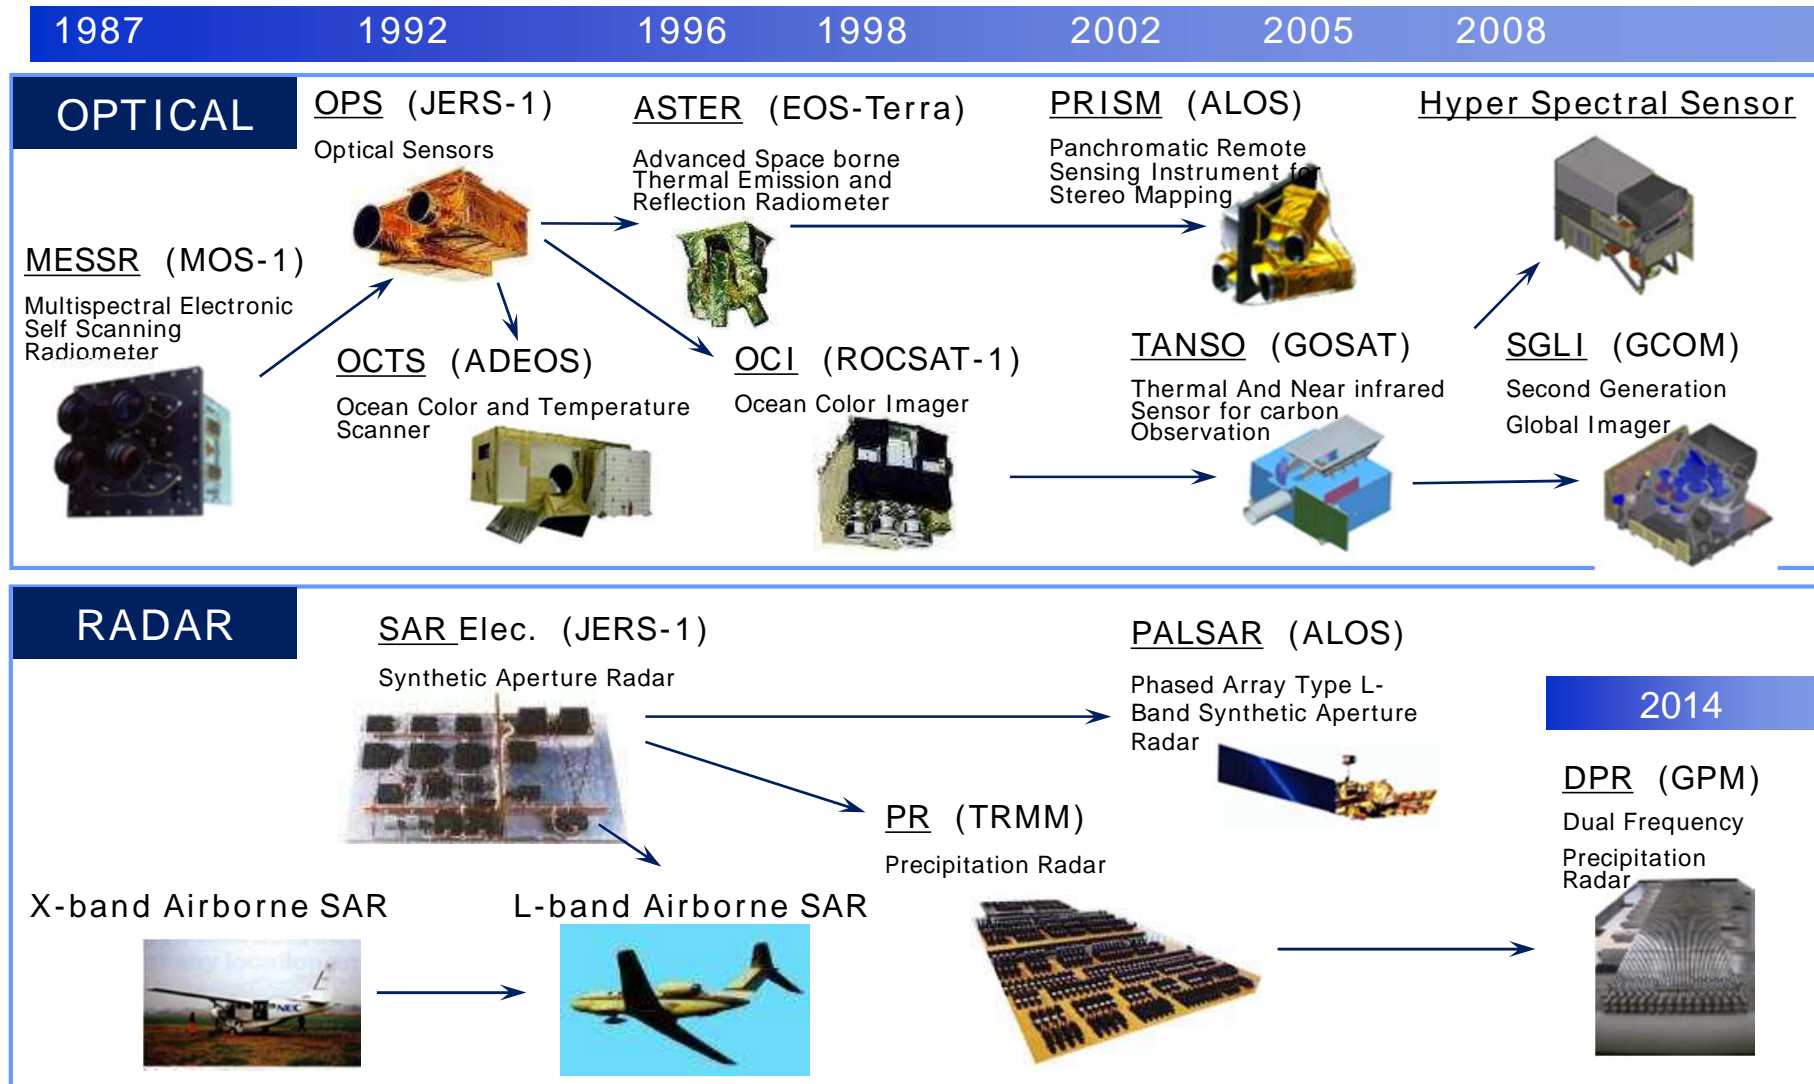 1987 1992 1996 1998 2002 2005 2008
OPTICAL
OPS (JERS-1)
Optical Sensors
ASTER (EOS-Terra)
Advanced Space borne
Thermal Emission and
Reflection Radiometer
PRISM (ALOS)
Panchromatic Remote
Sensing Instrument for
Stereo Mapping
Hyper Spectral Sensor
MESSR (MOS-1)
Multispectral Electronic
Self Scanning
Radiometer
OCTS (ADEOS)
Ocean Color and Temperature
Scanner
OCI (ROCSAT-1)
Ocean Color Imager
TANSO (GOSAT)
Thermal And Near infrared
Sensor for carbon
Observation
SGLI (GCOM)
Second Generation
Global Imager
RADAR
SAR Elec. (JERS-1)
Synthetic Aperture Radar
PALSAR (ALOS)
Phased Array Type L-
Band Synthetic Aperture
Radar
2014
PR (TRMM)
Precipitation Radar
DPR (GPM)
Dual Frequency
Precipitation
Radar
X-band Airborne SAR
L-band Airborne SAR
NEC